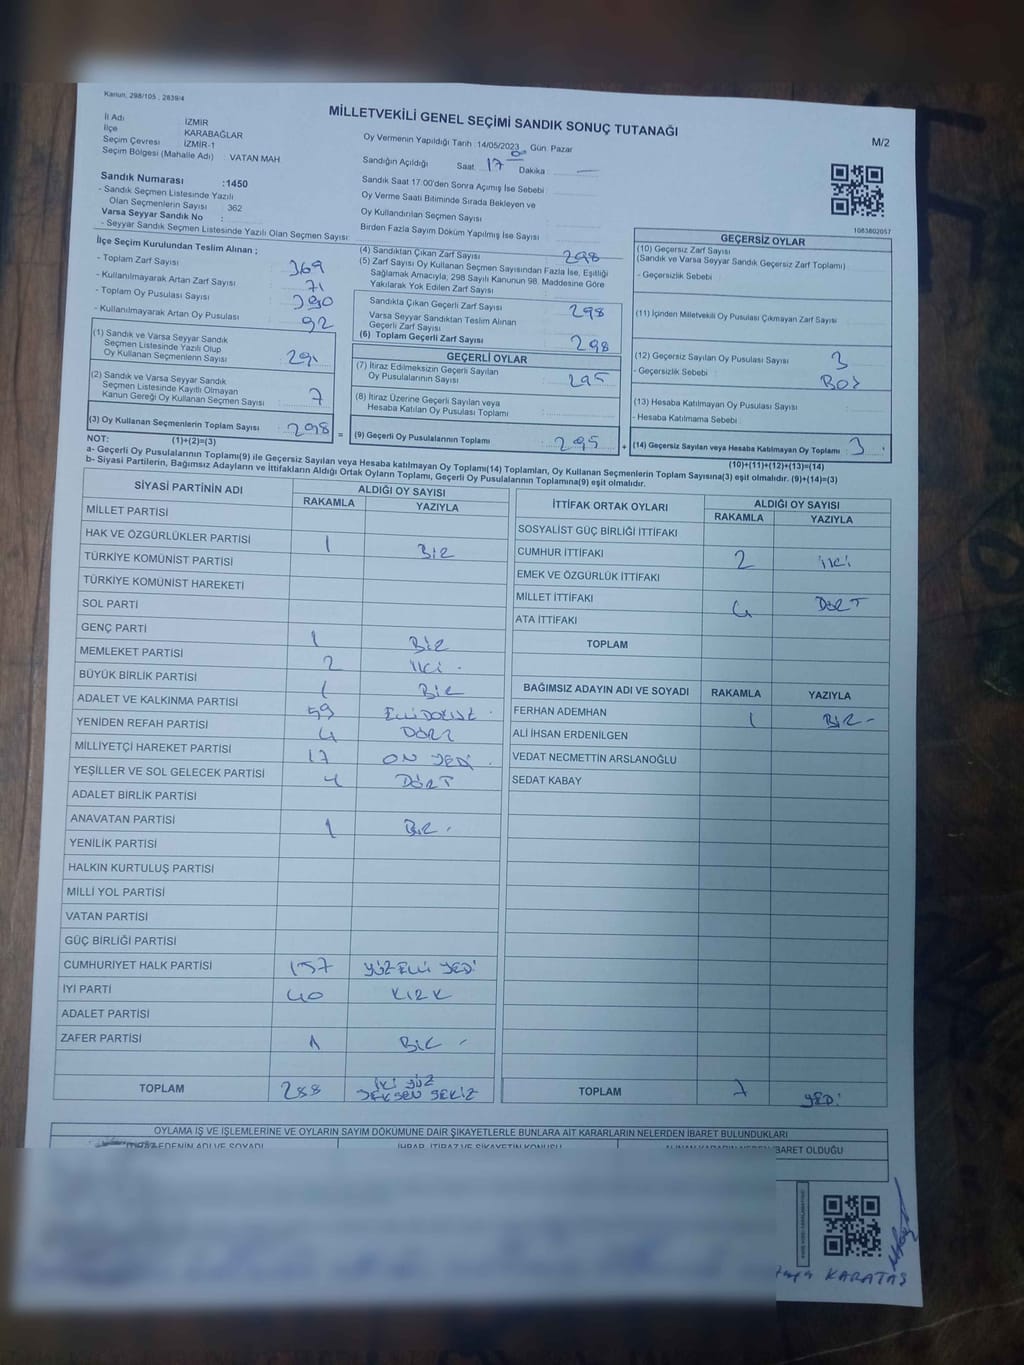 Kanun, 298/105 , 2839/4
MİLLETVEKİLİ GENEL SEÇİMİ SANDIK SONUÇ TUTANAĞI
M/2
İl Adı İZMİR
İlçe KARABAĞLAR
Seçim Çevresi İZMİR-1
Seçim Bölgesi (Mahalle Adı) VATAN MAH
Sandık Numarası :1450
- Sandık Seçmen Listesinde Yazılı
Olan Seçmenlerin Sayısı 362
Varsa Seyyar Sandık No :
- Seyyar Sandık Seçmen Listesinde Yazılı Olan Seçmen Sayısı:
Oy Vermenin Yapıldığı Tarih 14/05/2023 Gün Pazar
Sandığın Açıldığı Saat 17 Dakika
Sandık Saat 17.00'den Sonra Açımış İse Sebebi
Oy Verme Saati Bitiminde Sırada Bekleyen ve
Oy Kullandırılan Seçmen Sayısı
Birden Fazla Sayım Döküm Yapılmış İse Sayısı
1083802057
İlçe Seçim Kurulundan Teslim Alınan ;
- Toplam Zarf Sayısı 369
- Kullanılmayarak Artan Zarf Sayısı 71
- Toplam Oy Pusulası Sayısı 390
- Kullanılmayarak Artan Oy Pusulası 92
(1) Sandık ve Varsa Seyyar Sandık
Seçmen Listesinde Yazılı Olup
Oy Kullanan Seçmenlerin Sayısı 291
(2) Sandık ve Varsa Seyyar Sandık
Seçmen Listesinde Kayıtlı Olmayan
Kanun Gereği Oy Kullanan Seçmen Sayısı 7
(3) Oy Kullanan Seçmenlerin Toplam Sayısı 298 =
(4) Sandıktan Çıkan Zarf Sayısı 298
(5) Zarf Sayısı Oy Kullanan Seçmen Sayısından Fazla İse, Eşitliği
Sağlamak Amacıyla, 298 Sayılı Kanunun 98. Maddesine Göre
Yakılarak Yok Edilen Zarf Sayısı
Sandıkta Çıkan Geçerli Zarf Sayısı 298
Varsa Seyyar Sandıktan Teslim Alınan
Geçerli Zarf Sayısı
(6) Toplam Geçerli Zarf Sayısı 298
GEÇERLİ OYLAR
(7) İtiraz Edilmeksizin Geçerli Sayılan
Oy Pusulalarının Sayısı 295
(8) İtiraz Üzerine Geçerli Sayılan veya
Hesaba Katılan Oy Pusulası Toplamı
(9) Geçerli Oy Pusulalarının Toplamı 295 +
GEÇERSİZ OYLAR
(10) Geçersiz Zarf Sayısı
(Sandık ve Varsa Seyyar Sandık Geçersiz Zarf Toplamı)
- Geçersizlik Sebebi
(11) İçinden Milletvekili Oy Pusulası Çıkmayan Zarf Sayısı
(12) Geçersiz Sayılan Oy Pusulası Sayısı 3
- Geçersizlik Sebebi BOŞ
(13) Hesaba Katılmayan Oy Pusulası Sayısı
- Hesaba Katılmama Sebebi
(14) Geçersiz Sayılan veya Hesaba Katılmayan Oy Toplamı 3
NOT: (1)+(2)=(3)
(10)+(11)+(12)+(13)=(14)
a- Geçerli Oy Pusulalarının Toplamı(9) ile Geçersiz Sayılan veya Hesaba katılmayan Oy Toplamı(14) Toplamları, Oy Kullanan Seçmenlerin Toplam Sayısına(3) eşit olmalıdır. (9)+(14)=(3)
b- Siyasi Partilerin, Bağımsız Adayların ve İttifakların Aldığı Ortak Oyların Toplamı, Geçerli Oy Pusulalarının Toplamına(9) eşit olmalıdır.
SİYASİ PARTİNİN ADI ALDIĞI OY SAYISI
RAKAMLA YAZIYLA
MİLLET PARTİSİ
HAK VE ÖZGÜRLÜKLER PARTİSİ 1 BİR
TÜRKİYE KOMÜNİST PARTİSİ
TÜRKİYE KOMÜNİST HAREKETİ
SOL PARTİ
GENÇ PARTİ 1 BİR
MEMLEKET PARTİSİ 2 İKİ
BÜYÜK BİRLİK PARTİSİ 1 BİR
ADALET VE KALKINMA PARTİSİ 59 ELLİDOKUZ
YENİDEN REFAH PARTİSİ 4 DÖRT
MİLLİYETÇİ HAREKET PARTİSİ 17 ON YEDİ
YEŞİLLER VE SOL GELECEK PARTİSİ 4 DÖRT
ADALET BİRLİK PARTİSİ
ANAVATAN PARTİSİ 1 BİR
YENİLİK PARTİSİ
HALKIN KURTULUŞ PARTİSİ
MİLLİ YOL PARTİSİ
VATAN PARTİSİ
GÜÇ BİRLİĞİ PARTİSİ
CUMHURİYET HALK PARTİSİ 157 YÜZ ELLİ YEDİ
İYİ PARTİ 40 KIRK
ADALET PARTİSİ
ZAFER PARTİSİ 1 BİR
TOPLAM 288 İKİ YÜZ SEKSEN SEKİZ
İTTİFAK ORTAK OYLARI ALDIĞI OY SAYISI
RAKAMLA YAZIYLA
SOSYALİST GÜÇ BİRLİĞİ İTTİFAKI
CUMHUR İTTİFAKI 2 İKİ
EMEK VE ÖZGÜRLÜK İTTİFAKI
MİLLET İTTİFAKI 4 DÖRT
ATA İTTİFAKI
TOPLAM
BAĞIMSIZ ADAYIN ADI VE SOYADI RAKAMLA YAZIYLA
FERHAN ADEMHAN 1 BİR
ALİ İHSAN ERDENİLGEN
VEDAT NECMETTİN ARSLANOĞLU
SEDAT KABAY
TOPLAM 7 YEDİ
OYLAMA İŞ VE İŞLEMLERİNE VE OYLARIN SAYIM DÖKÜMÜNE DAİR ŞİKAYETLERLE BUNLARA AİT KARARLARIN NELERDEN İBARET BULUNDUKLARI
İHBAR, İTİRAZ VE ŞİKAYETİN KONUSU
İBARET OLDUĞU
KARATAŞ